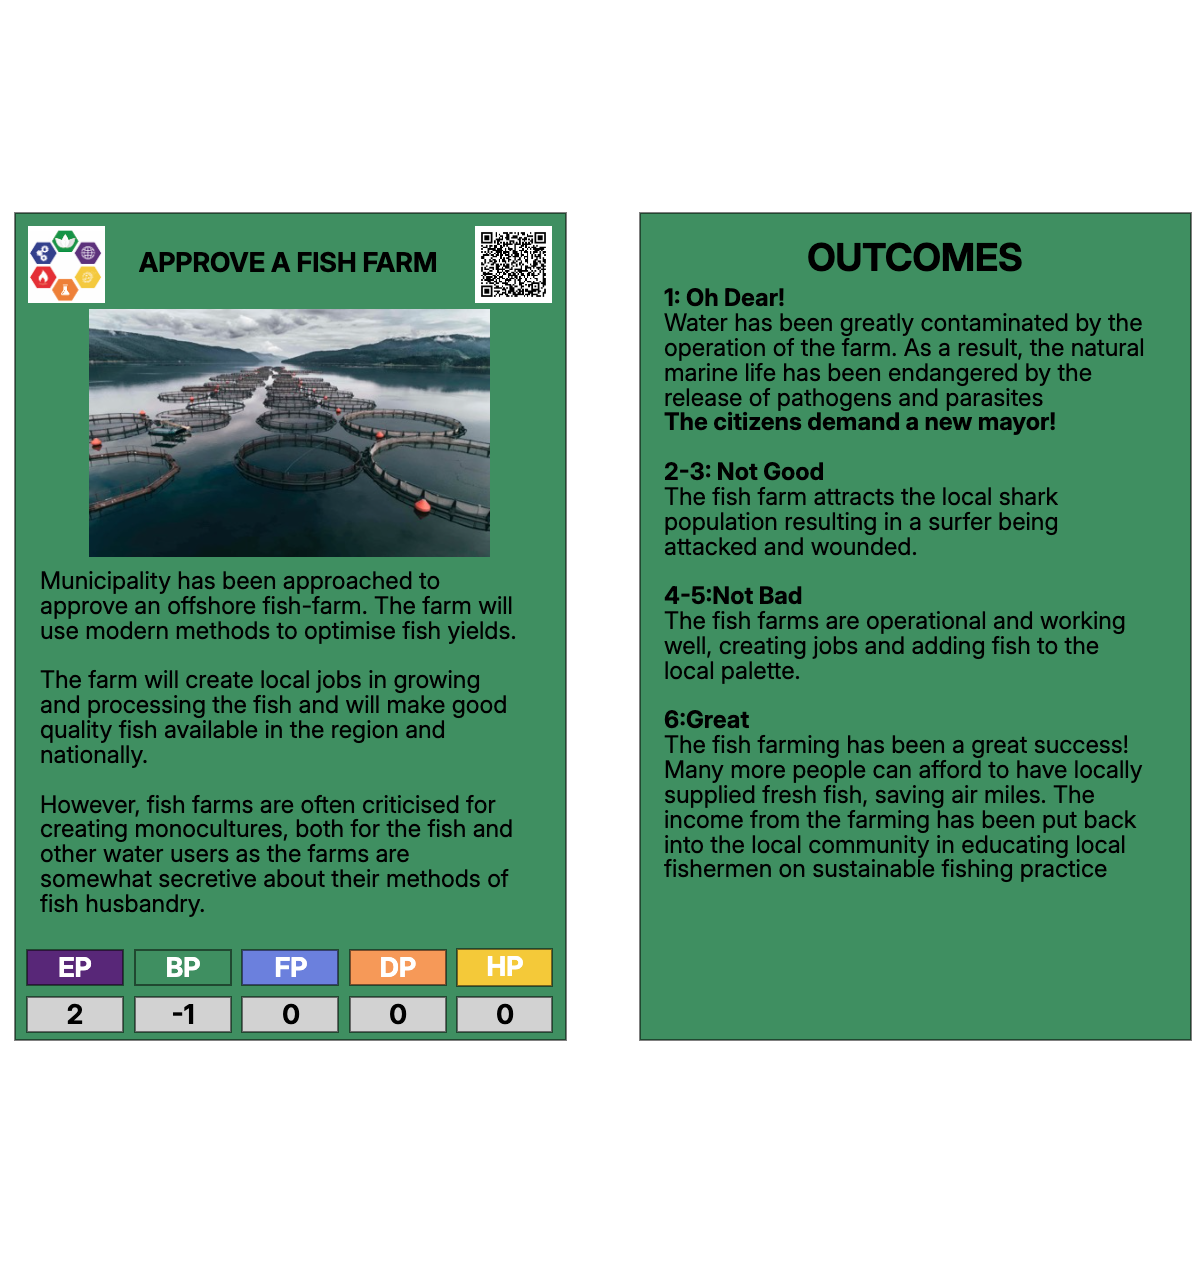 APPROVE A FISH FARM
Municipality has been approached to
approve an offshore fish-farm. The farm will
use modern methods to optimise fish yields.
The farm will create local jobs in growing
and processing the fish and will make good
quality fish available in the region and
nationally.
However, fish farms are often criticised for
creating monocultures, both for the fish and
other water users as the farms are
somewhat secretive about their methods of
fish husbandry.
EP BP FP DP HP
2 -1 0 0 0
OUTCOMES
1: Oh Dear!
Water has been greatly contaminated by the
operation of the farm. As a result, the natural
marine life has been endangered by the
release of pathogens and parasites
The citizens demand a new mayor!
2-3: Not Good
The fish farm attracts the local shark
population resulting in a surfer being
attacked and wounded.
4-5:Not Bad
The fish farms are operational and working
well, creating jobs and adding fish to the
local palette.
6:Great
The fish farming has been a great success!
Many more people can afford to have locally
supplied fresh fish, saving air miles. The
income from the farming has been put back
into the local community in educating local
fishermen on sustainable fishing practice